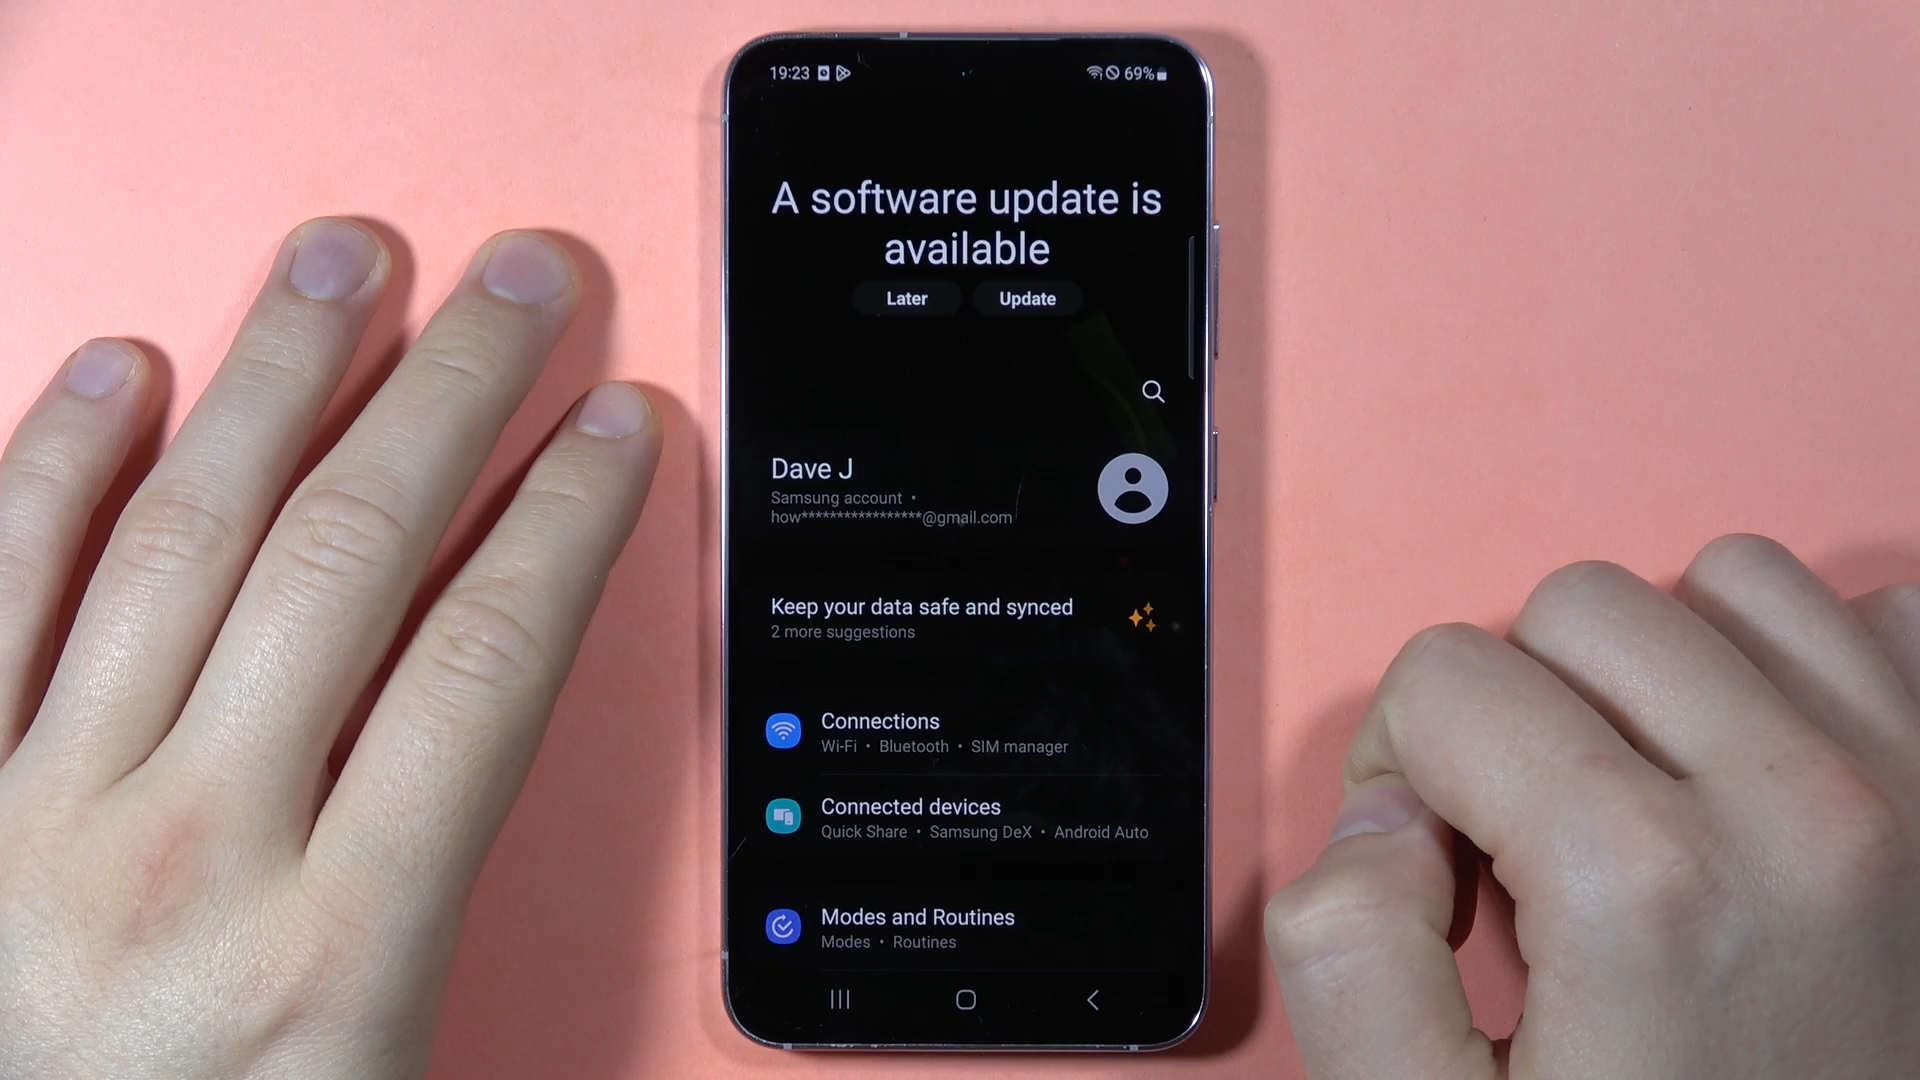 19:23
69%
A software update is
available
Later
Update
Dave J
Samsung account •
how*****************@gmail.com
Keep your data safe and synced
2 more suggestions
Connections
Wi-Fi • Bluetooth • SIM manager
Connected devices
Quick Share • Samsung DeX • Android Auto
Modes and Routines
Modes • Routines